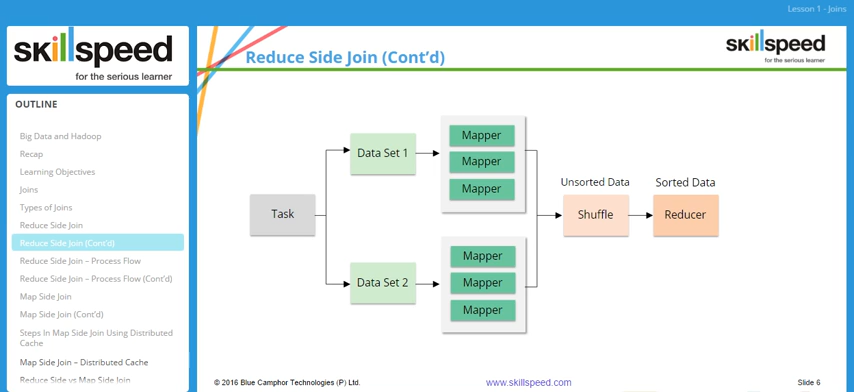 Lesson 1 - Joins
skillspeed
for the serious learner
OUTLINE
Big Data and Hadoop
Recap
Learning Objectives
Joins
Types of Joins
Reduce Side Join
Reduce Side Join (Cont'd)
Reduce Side Join – Process Flow
Reduce Side Join – Process Flow (Cont'd)
Map Side Join
Map Side Join (Cont'd)
Steps In Map Side Join Using Distributed
Cache
Map Side Join – Distributed Cache
Reduce Side vs Map Side Join
Reduce Side Join (Cont'd)
skillspeed
for the serious learner
Task
Data Set 1
Mapper
Mapper
Mapper
Data Set 2
Mapper
Mapper
Mapper
Unsorted Data
Shuffle
Sorted Data
Reducer
© 2016 Blue Camphor Technologies (P) Ltd.
www.skillspeed.com
Slide 6